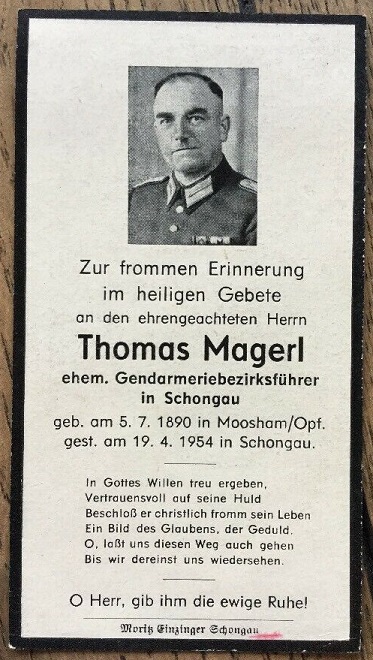 Zur frommen Erinnerung
im heiligen Gebete
an den ehrengeachteten Herrn
Thomas Magerl
ehem. Gendarmeriebezirksführer
in Schongau
geb. am 5. 7. 1890 in Moosham/Opf.
gest. am 19. 4. 1954 in Schongau.
In Gottes Willen treu ergeben,
Vertrauensvoll auf seine Huld
Beschloß er christlich fromm sein Leben
Ein Bild des Glaubens, der Geduld.
O, laßt uns diesen Weg auch gehen
Bis wir dereinst uns wiedersehen.
O Herr, gib ihm die ewige Ruhe!
Moritz Einzinger Schongau